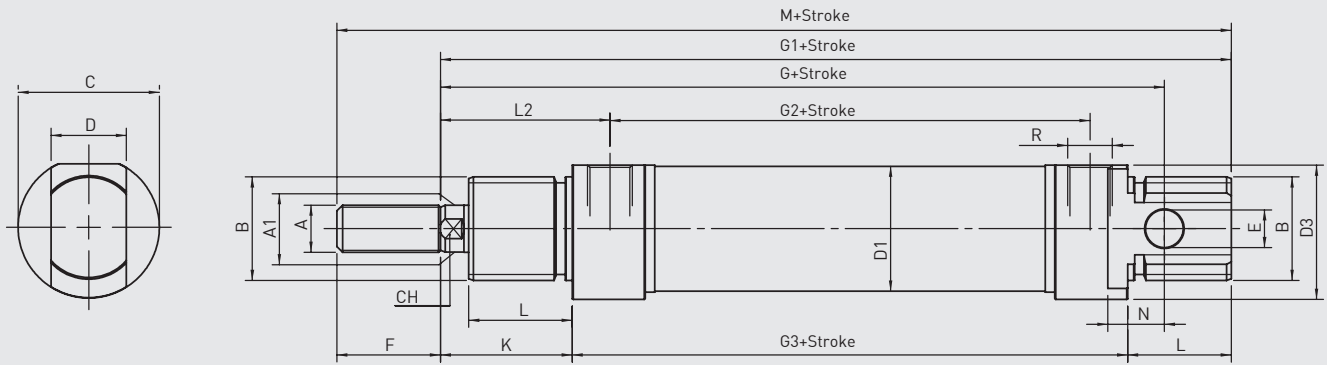 M+Stroke
G1+Stroke
G+Stroke
C
L2
G2+Stroke
D
R
B
A1
A
D1
E
B
D3
CH
L
N
F
K
G3+Stroke
L